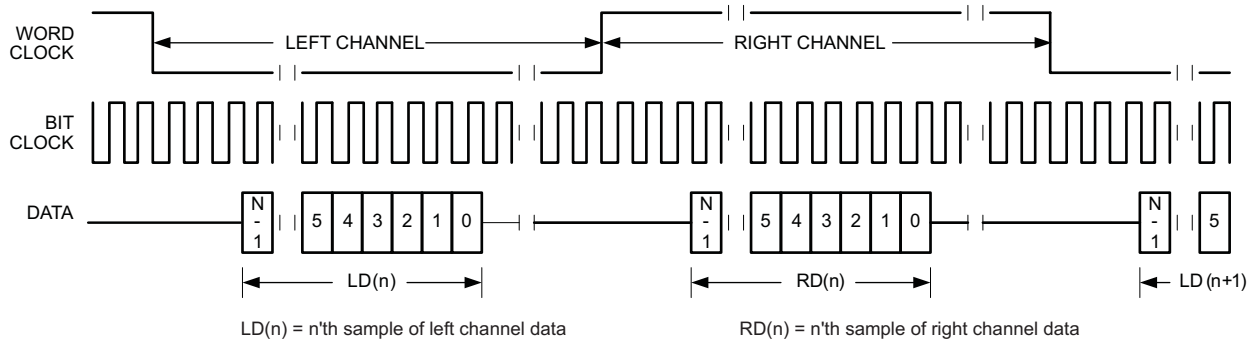 WORD
CLOCK
LEFT CHANNEL
RIGHT CHANNEL
BIT
CLOCK
DATA
N
-
1
5 4 3 2 1 0
N
-
1
5 4 3 2 1 0
N
-
1
5
LD(n)
RD(n)
LD (n+1)
LD(n) = n'th sample of left channel data
RD(n) = n'th sample of right channel data